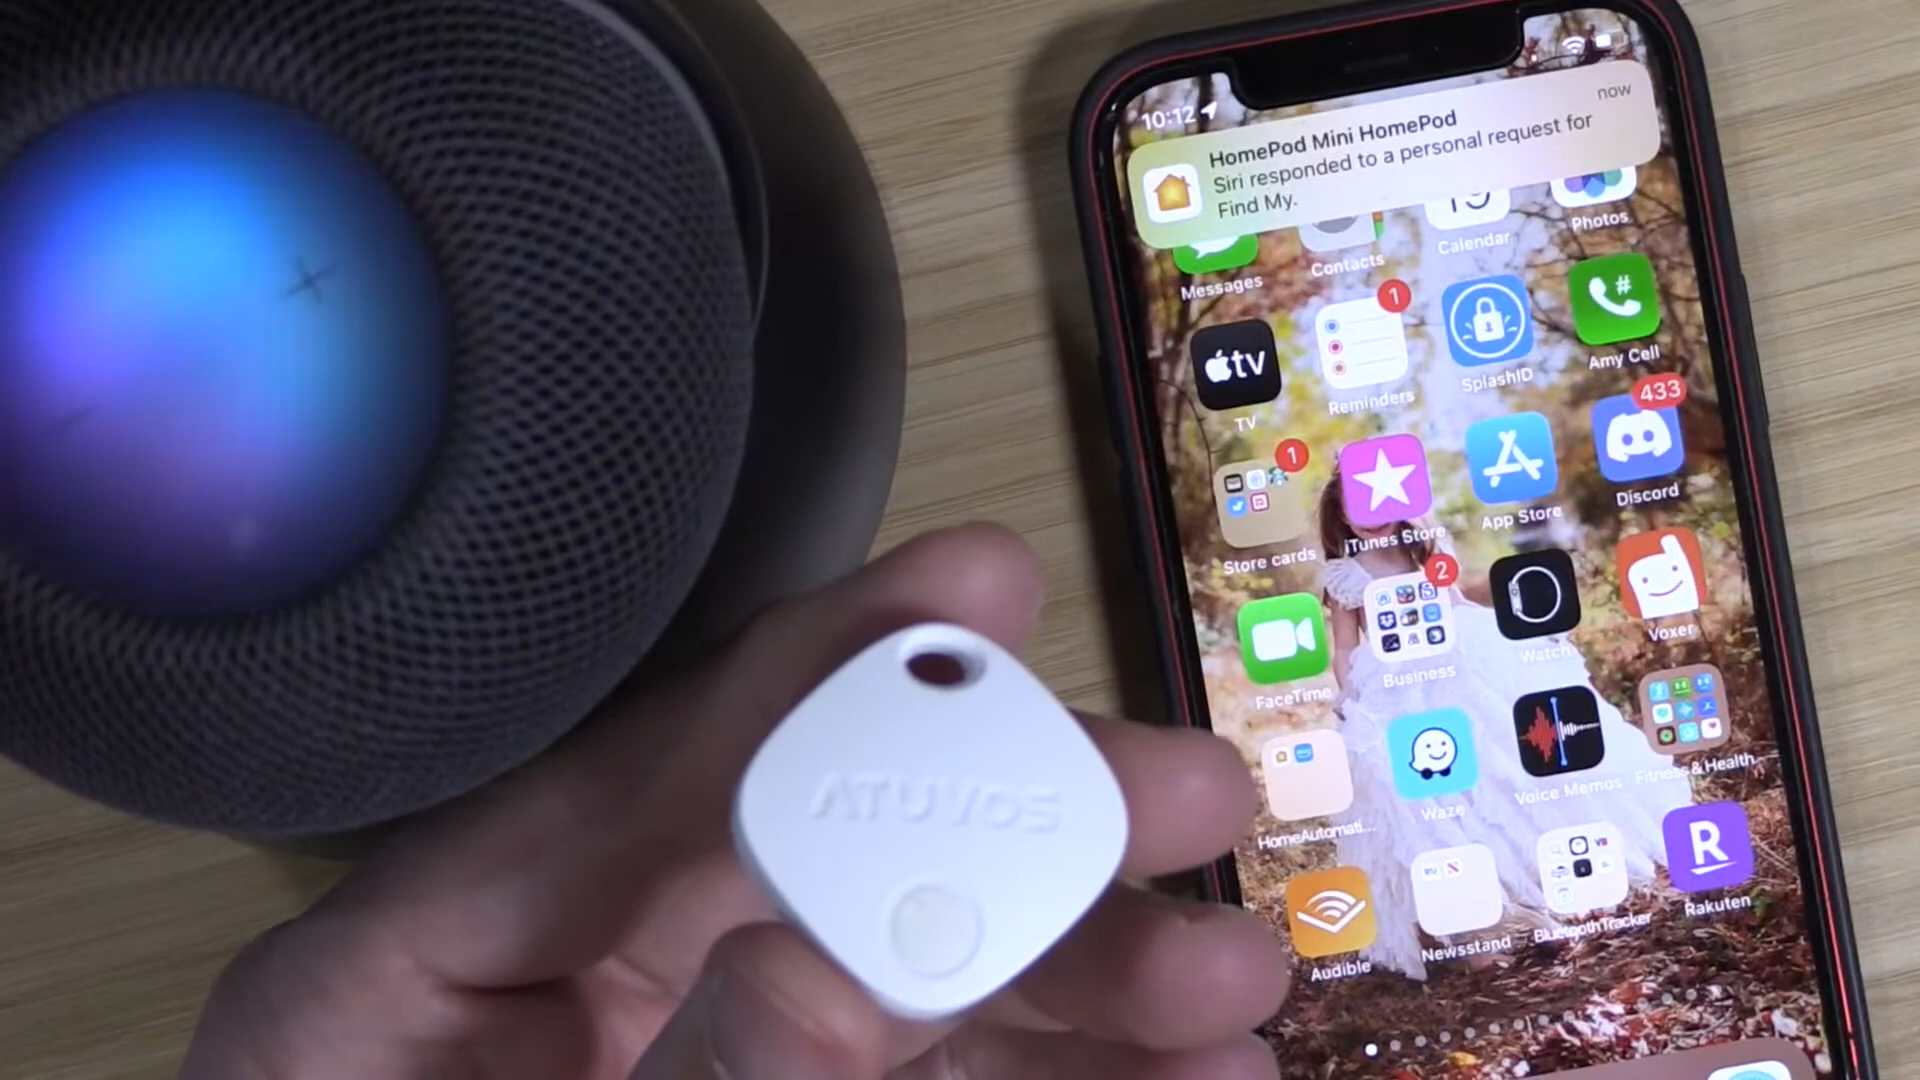 10:12
now
HomePod Mini HomePod
Siri responded to a personal request for
Find My.
19
Messages
Contacts
Calendar
Photos
tv
1
#
TV
Reminders
SplashID
Amy Cell
1
433
Store cards
iTunes Store
App Store
Discord
2
FaceTime
Business
Watch
Voxer
HomeAutomati...
Waze
Voice Memos
Fitness & Health
R
Audible
Newsstand
BluetoothTracker
Rakuten
ATUVOS